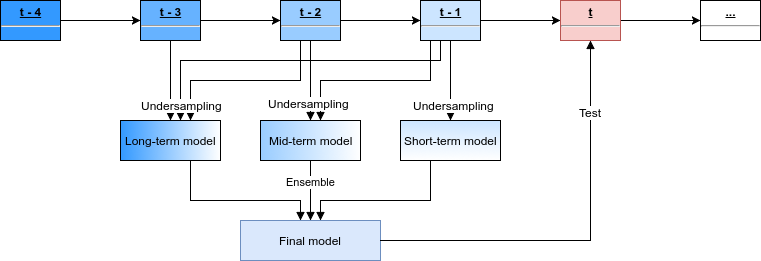 t - 4
t - 3
t - 2
t - 1
t
...
Undersampling
Undersampling
Undersampling
Test
Long-term model
Mid-term model
Short-term model
Ensemble
Final model